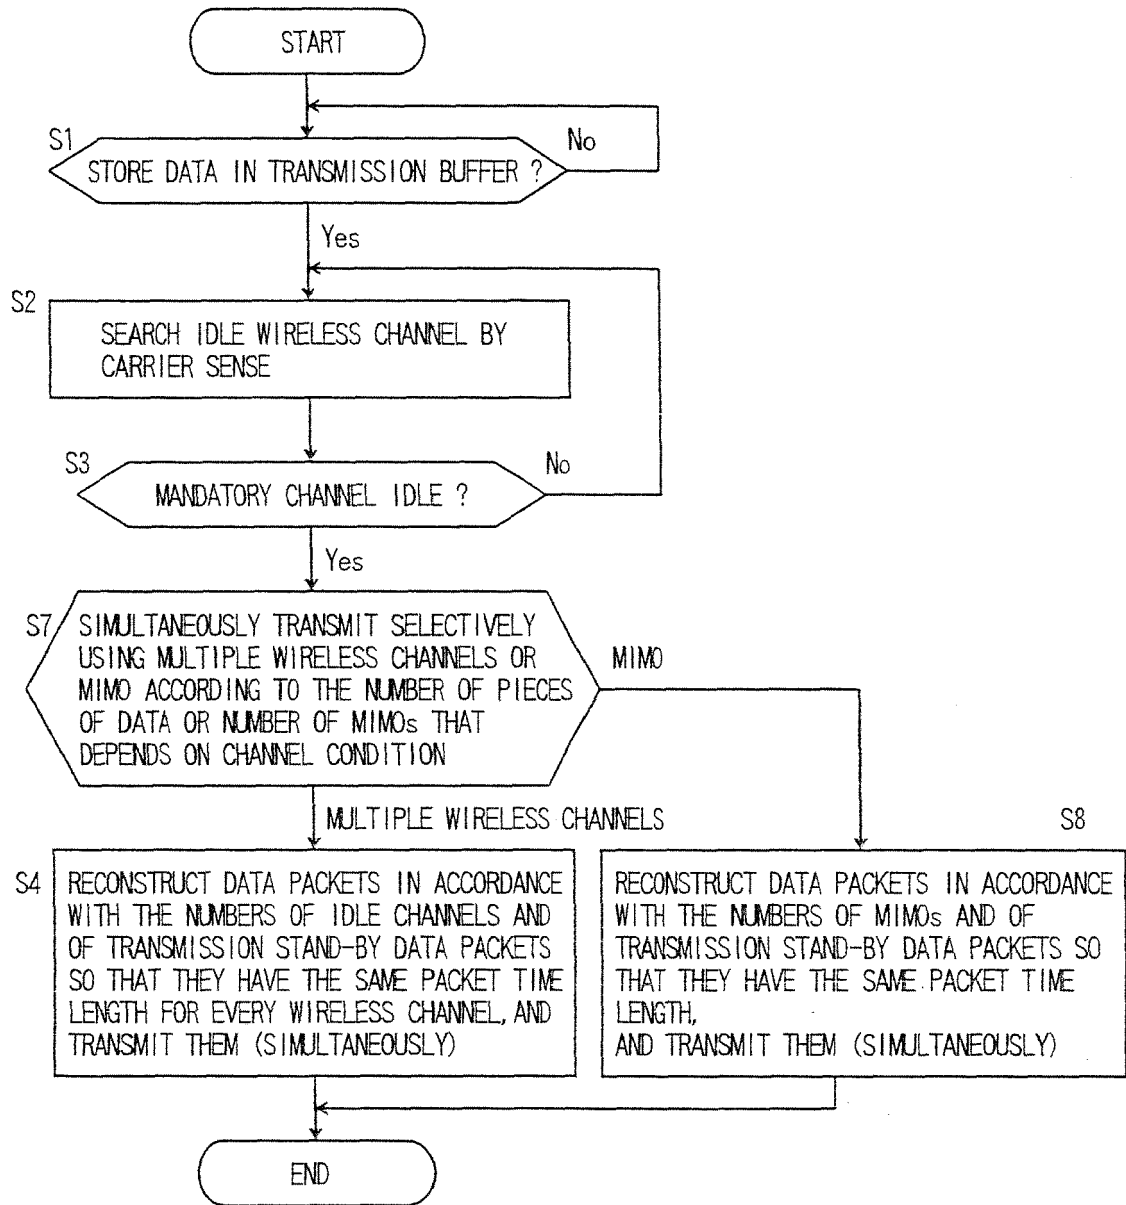 START
S1
No
STORE DATA IN TRANSMISSION BUFFER ?
Yes
S2
SEARCH IDLE WIRELESS CHANNEL BY
CARRIER SENSE
S3
No
MANDATORY CHANNEL IDLE ?
Yes
S7
SIMULTANEOUSLY TRANSMIT SELECTIVELY
USING MULTIPLE WIRELESS CHANNELS OR
MIMO ACCORDING TO THE NUMBER OF PIECES
OF DATA OR NUMBER OF MIMOs THAT
DEPENDS ON CHANNEL CONDITION
MIMO
MULTIPLE WIRELESS CHANNELS
S4
RECONSTRUCT DATA PACKETS IN ACCORDANCE
WITH THE NUMBERS OF IDLE CHANNELS AND
OF TRANSMISSION STAND-BY DATA PACKETS
SO THAT THEY HAVE THE SAME PACKET TIME
LENGTH FOR EVERY WIRELESS CHANNEL, AND
TRANSMIT THEM (SIMULTANEOUSLY)
S8
RECONSTRUCT DATA PACKETS IN ACCORDANCE
WITH THE NUMBERS OF MIMOs AND OF
TRANSMISSION STAND-BY DATA PACKETS SO
THAT THEY HAVE THE SAME PACKET TIME
LENGTH,
AND TRANSMIT THEM (SIMULTANEOUSLY)
END